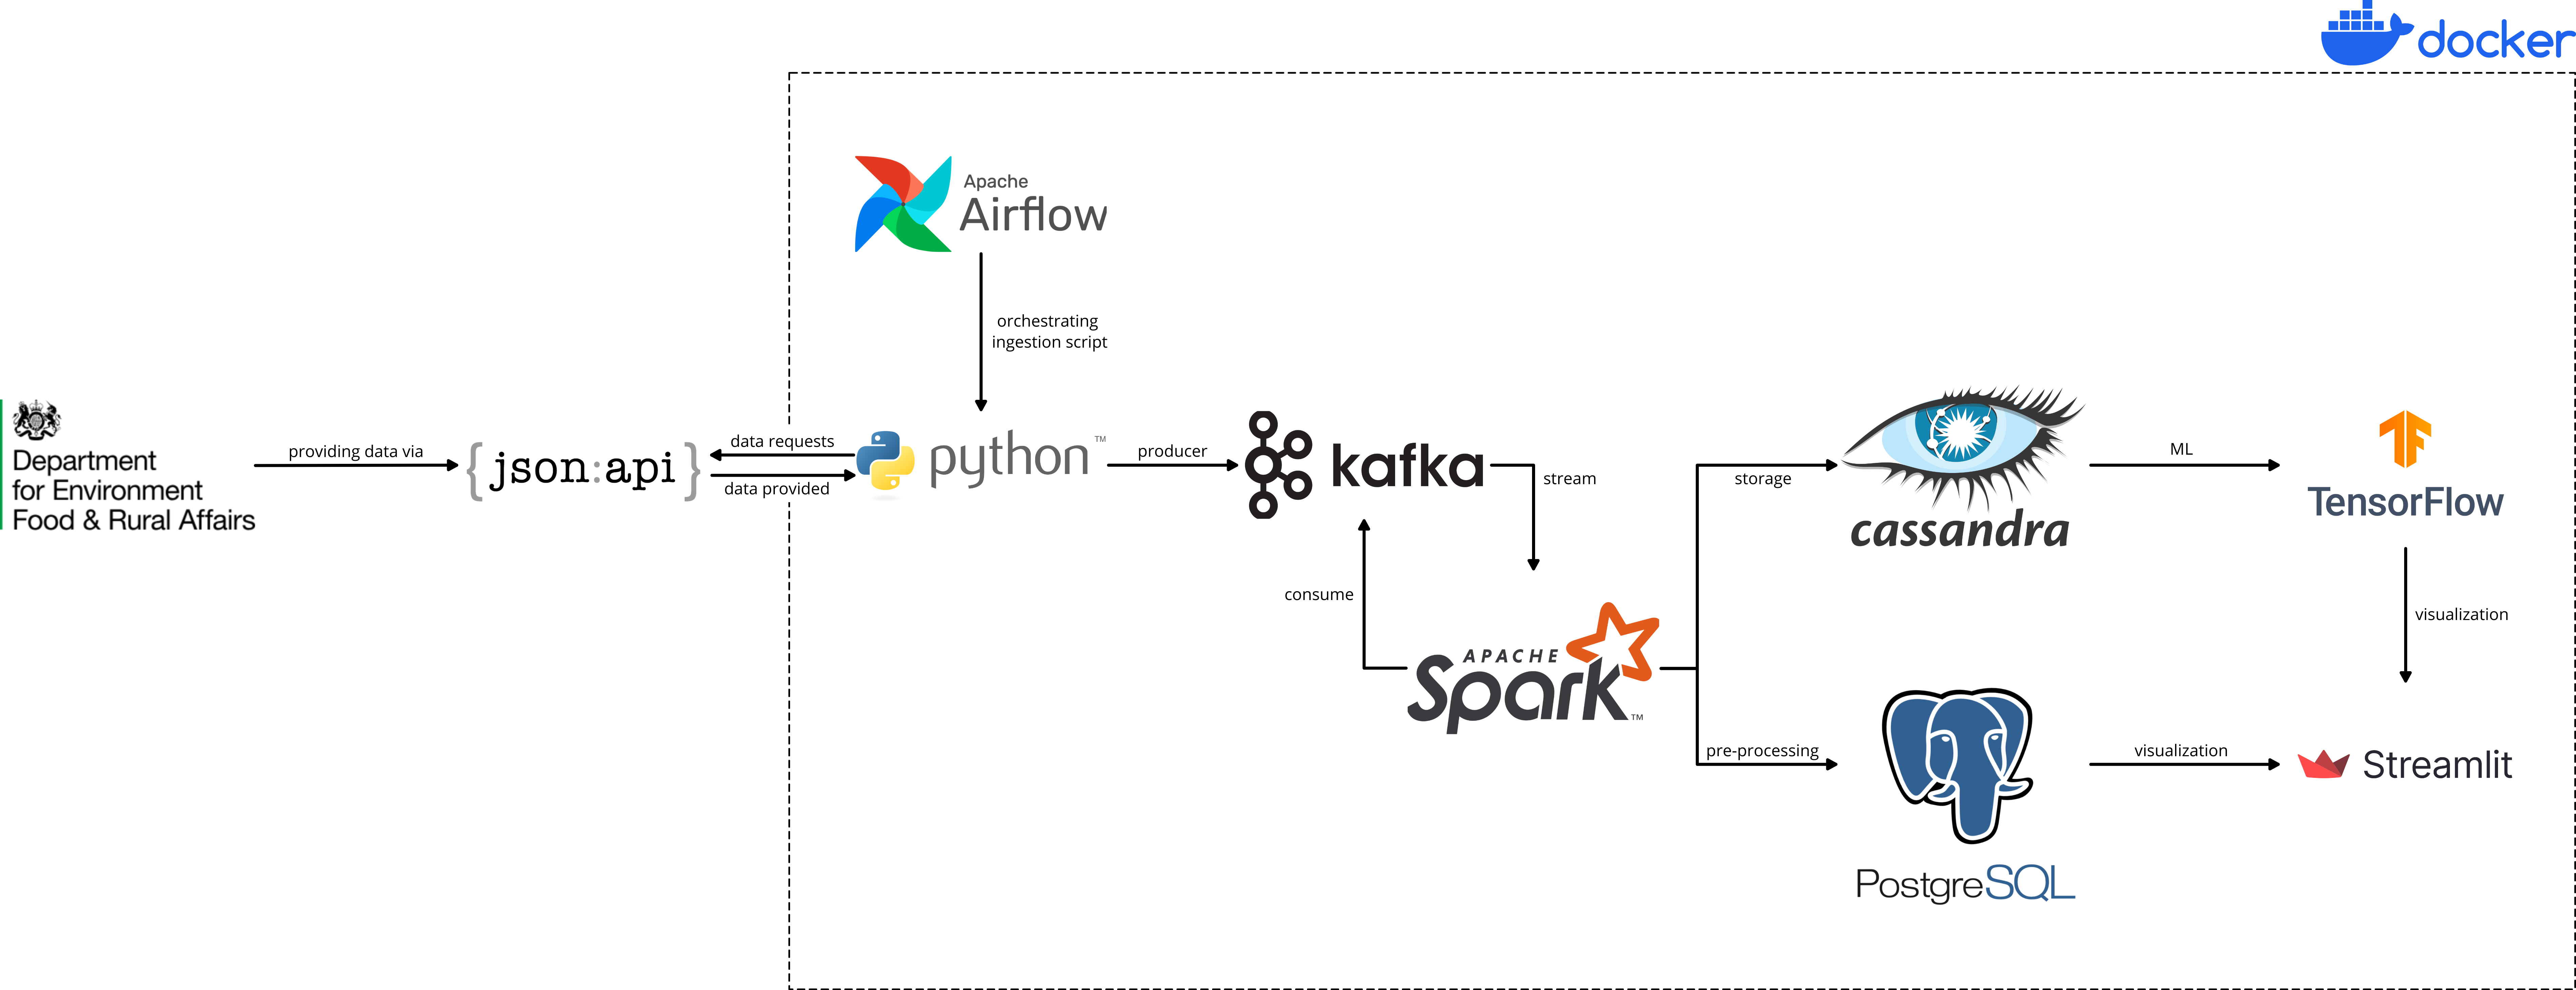 docker
Apache
Airflow
orchestrating
ingestion script
Department
for Environment
Food & Rural Affairs
providing data via
{json:api}
data requests
data provided
python™
producer
kafka
stream
consume
APACHE
Spark™
storage
cassandra
ML
TensorFlow
visualization
pre-processing
PostgreSQL
visualization
Streamlit